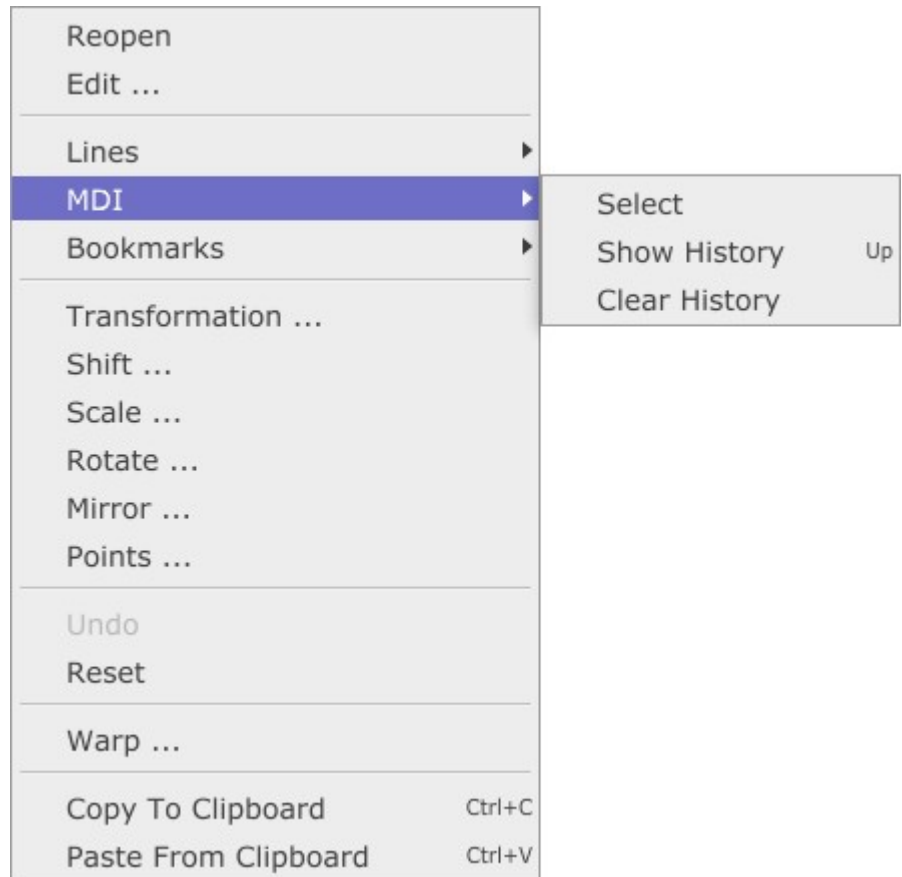 Reopen
Edit ...
Lines
MDI
Bookmarks
Transformation ...
Shift ...
Scale ...
Rotate ...
Mirror ...
Points ...
Undo
Reset
Warp ...
Copy To Clipboard Ctrl+C
Paste From Clipboard Ctrl+V
Select
Show History Up
Clear History